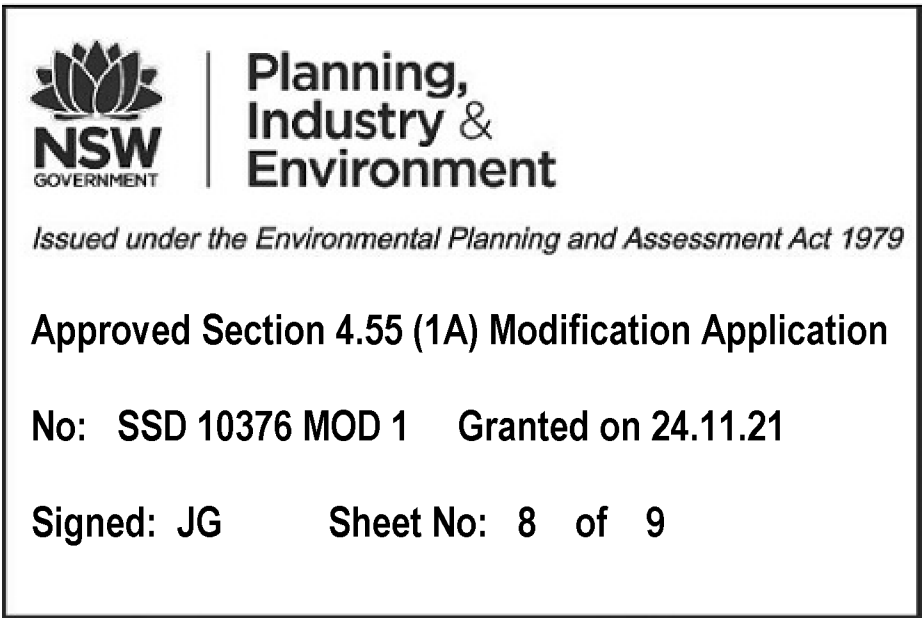 NSW
GOVERNMENT
Planning,
Industry &
Environment
Issued under the Environmental Planning and Assessment Act 1979
Approved Section 4.55 (1A) Modification Application
No: SSD 10376 MOD 1 Granted on 24.11.21
Signed: JG Sheet No: 8 of 9